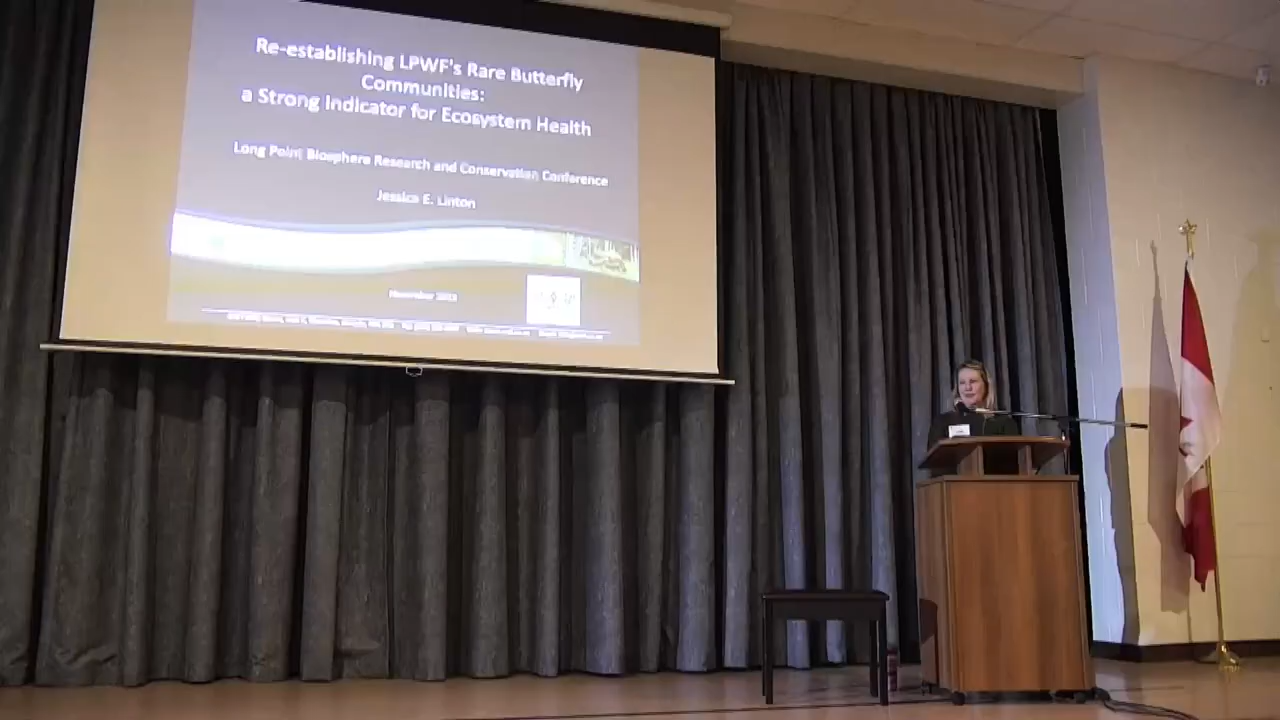 Re-establishing LPWF's Rare Butterfly
Communities:
a Strong Indicator for Ecosystem Health
Long Point Biosphere Research and Conservation Conference
Jessica E. Linton
November